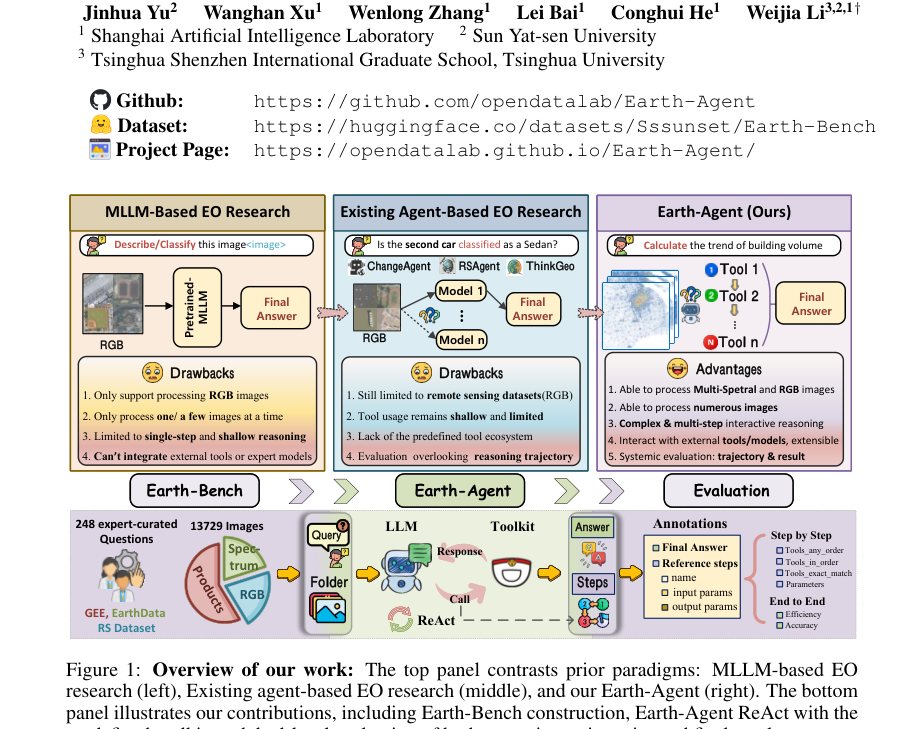 Jinhua Yu2 Wanghan Xu1 Wenlong Zhang1 Lei Bai1 Conghui He1 Weijia Li3,2,1†
1 Shanghai Artificial Intelligence Laboratory 2 Sun Yat-sen University
3 Tsinghua Shenzhen International Graduate School, Tsinghua University
Github: https://github.com/opendatalab/Earth-Agent
Dataset: https://huggingface.co/datasets/Sssunset/Earth-Bench
Project Page: https://opendatalab.github.io/Earth-Agent/
MLLM-Based EO Research
Describe/Classify this image<image>
RGB
Pretrained-
MLLM
Final
Answer
Drawbacks
1. Only support processing RGB images
2. Only process one/ a few images at a time
3. Limited to single-step and shallow reasoning
4. Can't integrate external tools or expert models
Existing Agent-Based EO Research
Is the second car classified as a Sedan?
ChangeAgent RSAgent ThinkGeo
RGB
Model 1
⋮
Model n
Final
Answer
Drawbacks
1. Still limited to remote sensing datasets(RGB)
2. Tool usage remains shallow and limited
3. Lack of the predefined tool ecosystem
4. Evaluation overlooking reasoning trajectory
Earth-Agent (Ours)
Calculate the trend of building volume
1 Tool 1
2 Tool 2
⋮
N Tool n
Final
Answer
Advantages
1. Able to process Multi-Spetral and RGB images
2. Able to process numerous images
3. Complex & multi-step interactive reasoning
4. Interact with external tools/models, extensible
5. Systemic evaluation: trajectory & result
Earth-Bench
Earth-Agent
Evaluation
248 expert-curated
Questions
GEE, EarthData
RS Dataset
13729 Images
Products
Spec-
trum
RGB
Query
Folder
LLM
Toolkit
Response
Call
ReAct
Answer
Steps
Annotations
Final Answer
Reference steps
name
input params
output params
Step by Step
Tools_any_order
Tools_in_order
Tools_exact_match
Parameters
End to End
Efficiency
Accuracy
Figure 1: Overview of our work: The top panel contrasts prior paradigms: MLLM-based EO
research (left), Existing agent-based EO research (middle), and our Earth-Agent (right). The bottom
panel illustrates our contributions, including Earth-Bench construction, Earth-Agent ReAct with the